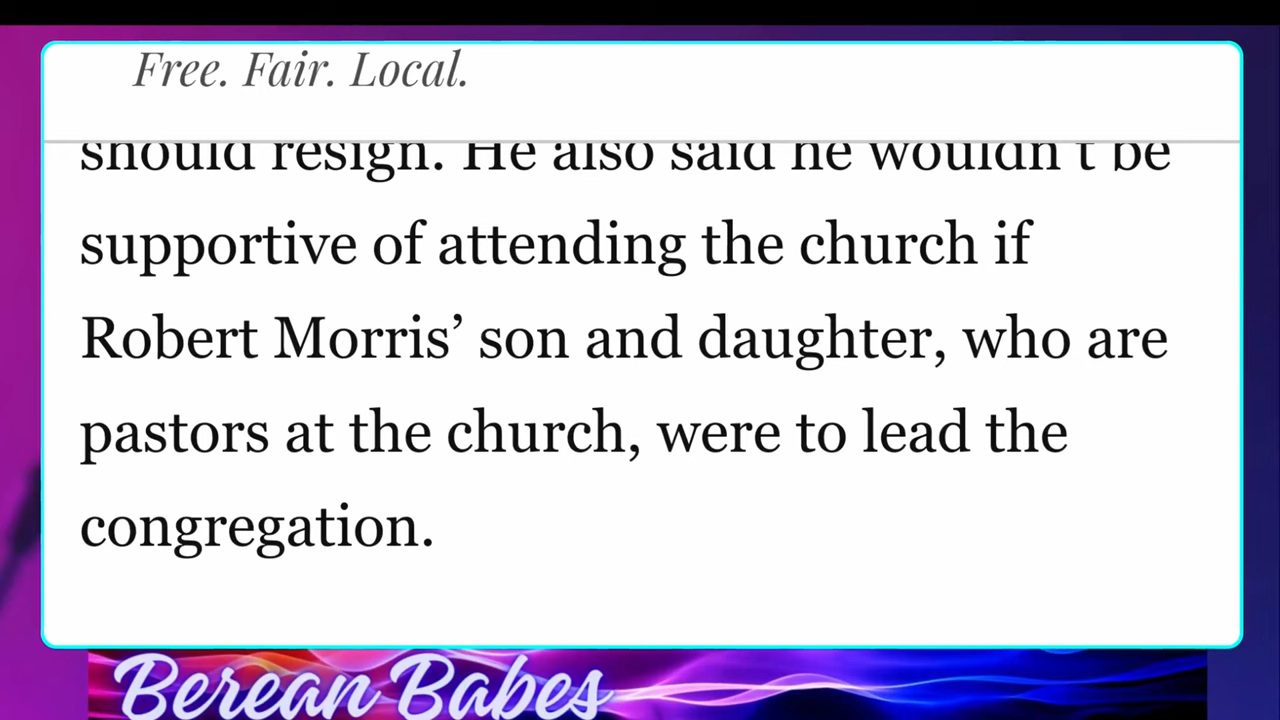 Free. Fair. Local.
should resign. He also said he wouldn't be
supportive of attending the church if
Robert Morris’ son and daughter, who are
pastors at the church, were to lead the
congregation.
Berean Babes